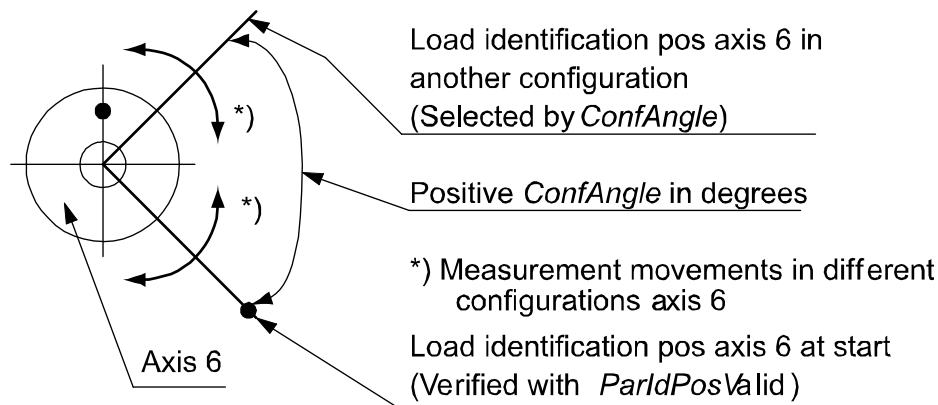 Load identification pos axis 6 in
another configuration
(Selected by ConfAngle)
*)
Positive ConfAngle in degrees
*)
*) Measurement movements in different
configurations axis 6
Axis 6
Load identification pos axis 6 at start
(Verified with ParIdPosValid)